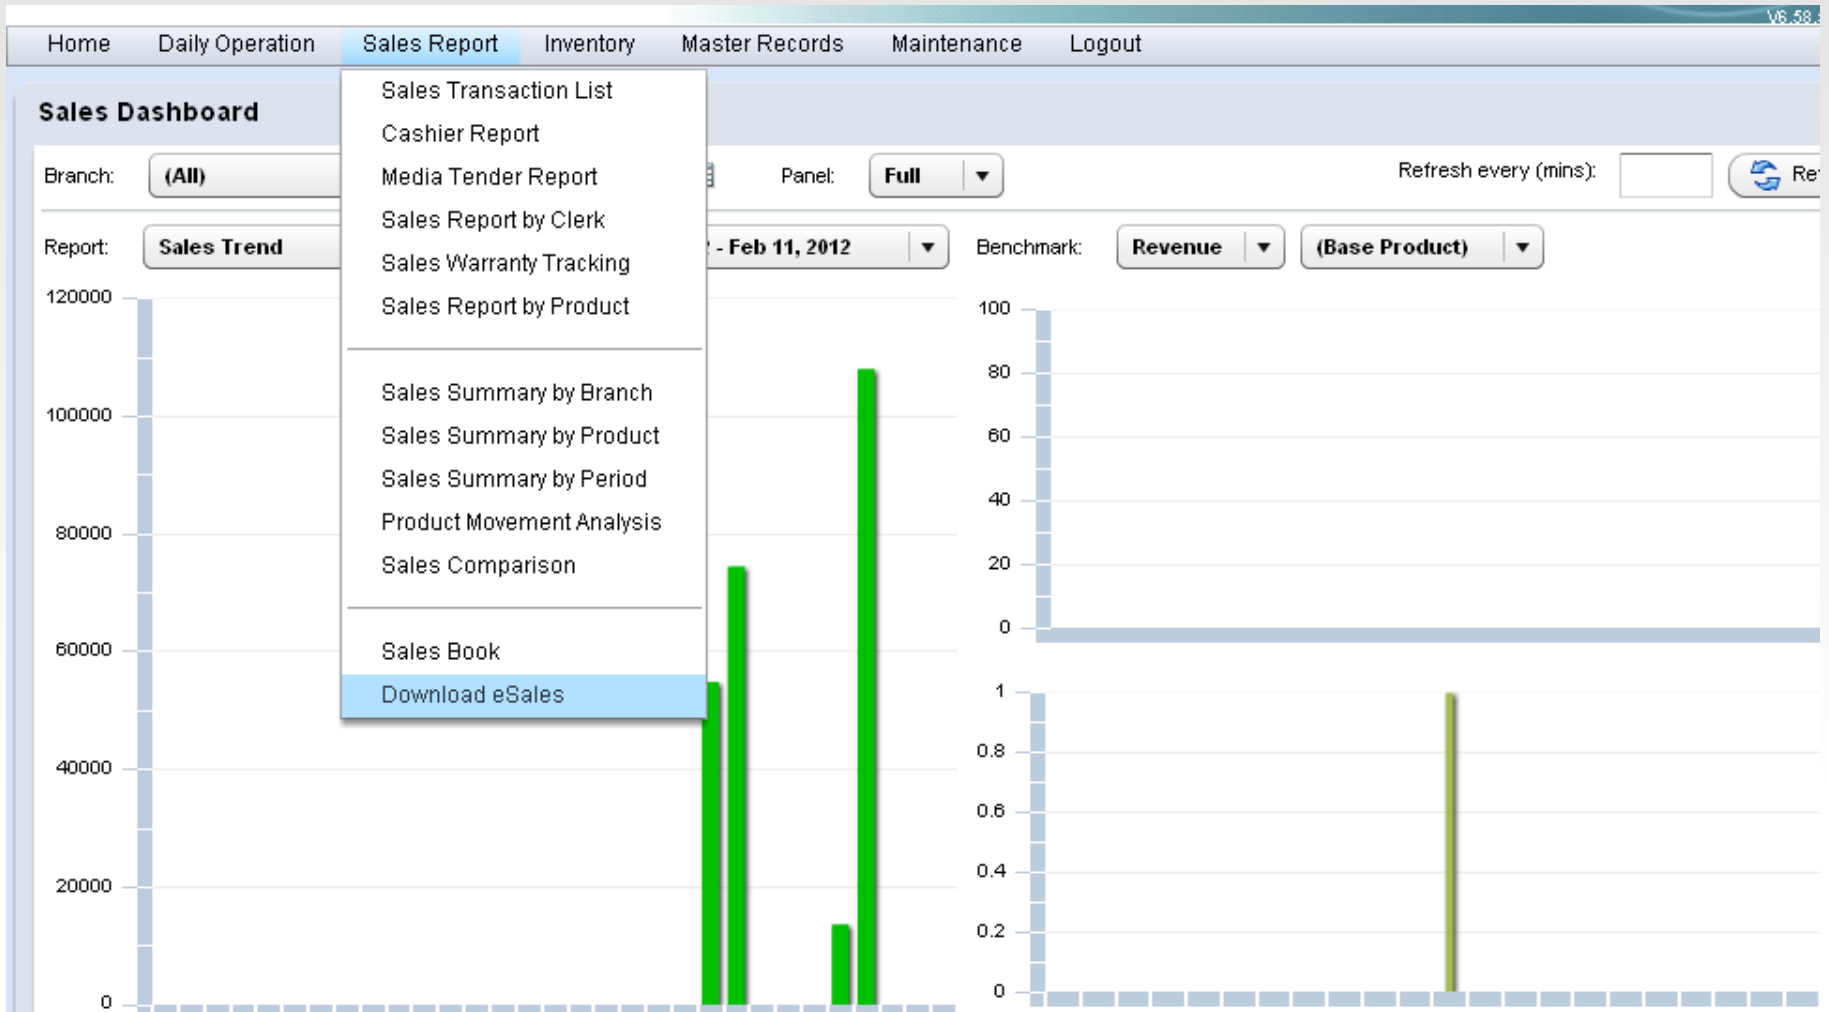 V6.58.
Home Daily Operation Sales Report Inventory Master Records Maintenance Logout
Sales Transaction List
Cashier Report
Media Tender Report
Sales Report by Clerk
Sales Warranty Tracking
Sales Report by Product
Sales Summary by Branch
Sales Summary by Product
Sales Summary by Period
Product Movement Analysis
Sales Comparison
Sales Book
Download eSales
Sales Dashboard
Branch: (All) Panel: Full Refresh every (mins):
Report: Sales Trend - Feb 11, 2012 Benchmark: Revenue (Base Product)
120000
100000
80000
60000
40000
20000
0
100
80
60
40
20
0
1
0.8
0.6
0.4
0.2
0